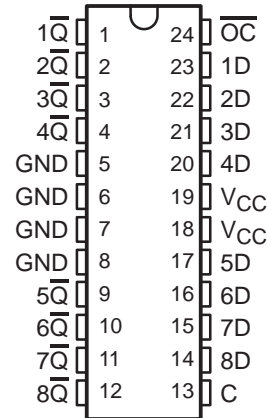 1Q̅ 1 24 O̅C̅
2Q̅ 2 23 1D
3Q̅ 3 22 2D
4Q̅ 4 21 3D
GND 5 20 4D
GND 6 19 VCC
GND 7 18 VCC
GND 8 17 5D
5Q̅ 9 16 6D
6Q̅ 10 15 7D
7Q̅ 11 14 8D
8Q̅ 12 13 C